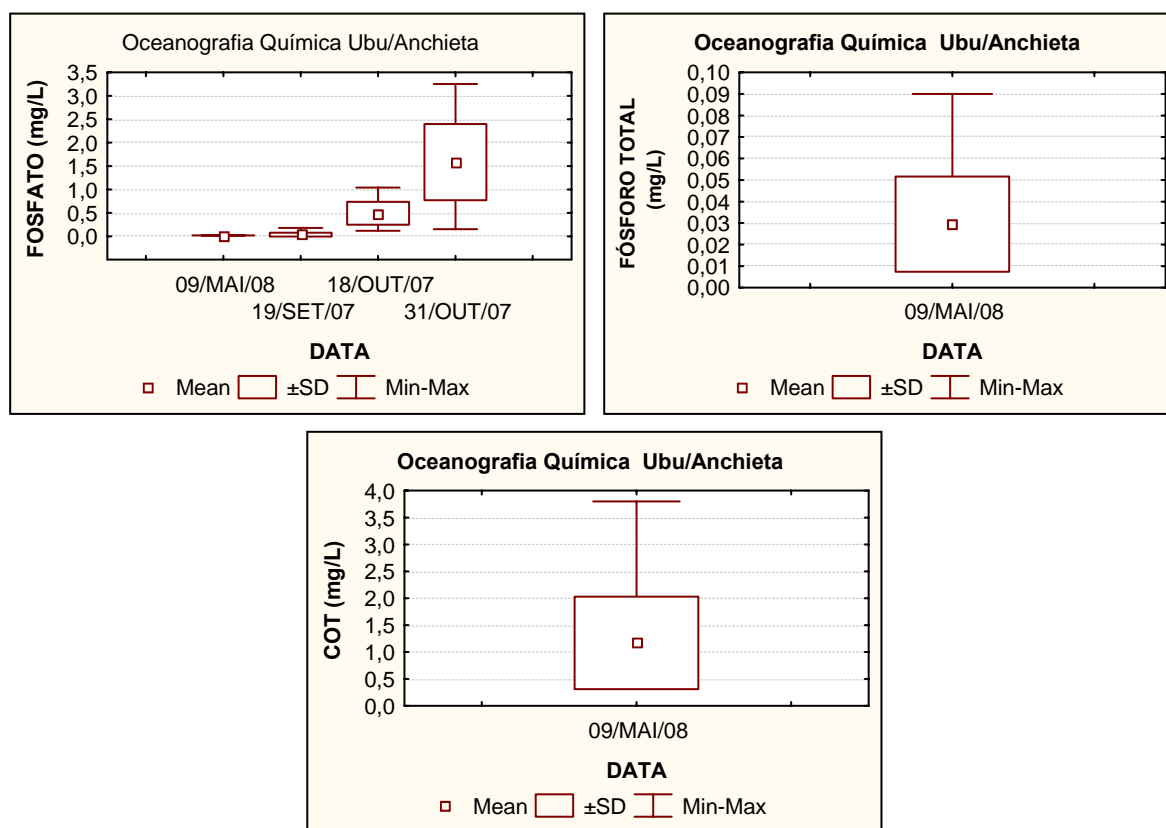 Oceanografia Química Ubu/Anchieta
FOSFATO (mg/L)
3,5
3,0
2,5
2,0
1,5
1,0
0,5
0,0
09/MAI/08
19/SET/07
18/OUT/07
31/OUT/07
DATA
Mean ±SD Min-Max
Oceanografia Química Ubu/Anchieta
FÓSFORO TOTAL
(mg/L)
0,10
0,09
0,08
0,07
0,06
0,05
0,04
0,03
0,02
0,01
0,00
09/MAI/08
DATA
Mean ±SD Min-Max
Oceanografia Química Ubu/Anchieta
COT (mg/L)
4,0
3,5
3,0
2,5
2,0
1,5
1,0
0,5
0,0
09/MAI/08
DATA
Mean ±SD Min-Max